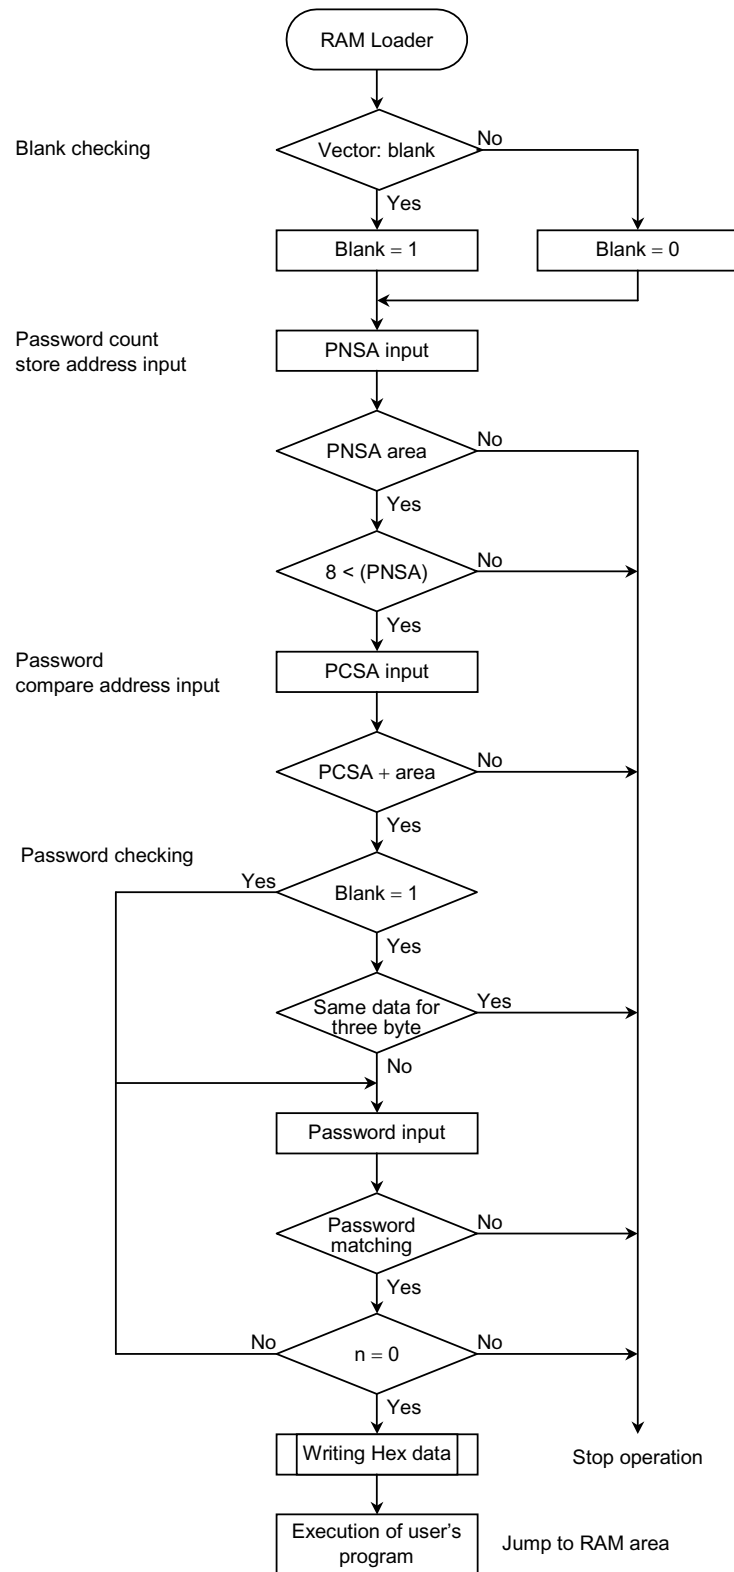 RAM Loader
Blank checking
Vector: blank
No
Yes
Blank = 1
Blank = 0
Password count
store address input
PNSA input
PNSA area
No
Yes
8 < (PNSA)
No
Yes
Password
compare address input
PCSA input
PCSA + area
No
Yes
Password checking
Yes
Blank = 1
Yes
Same data for
three byte
Yes
No
Password input
Password
matching
No
Yes
No
n = 0
No
Yes
Writing Hex data
Stop operation
Execution of user's
program
Jump to RAM area